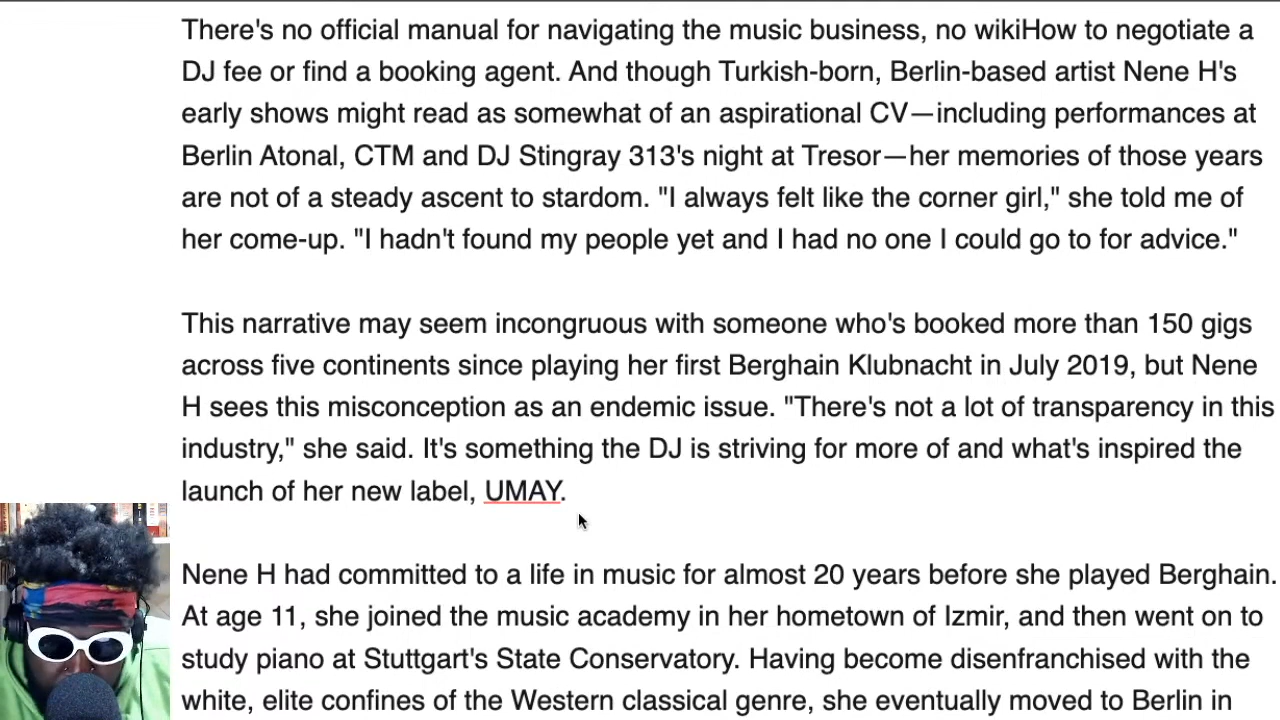 There's no official manual for navigating the music business, no wikiHow to negotiate a
DJ fee or find a booking agent. And though Turkish-born, Berlin-based artist Nene H's
early shows might read as somewhat of an aspirational CV—including performances at
Berlin Atonal, CTM and DJ Stingray 313's night at Tresor—her memories of those years
are not of a steady ascent to stardom. "I always felt like the corner girl," she told me of
her come-up. "I hadn't found my people yet and I had no one I could go to for advice."
This narrative may seem incongruous with someone who's booked more than 150 gigs
across five continents since playing her first Berghain Klubnacht in July 2019, but Nene
H sees this misconception as an endemic issue. "There's not a lot of transparency in this
industry," she said. It's something the DJ is striving for more of and what's inspired the
launch of her new label, UMAY.
Nene H had committed to a life in music for almost 20 years before she played Berghain.
At age 11, she joined the music academy in her hometown of Izmir, and then went on to
study piano at Stuttgart's State Conservatory. Having become disenfranchised with the
white, elite confines of the Western classical genre, she eventually moved to Berlin in